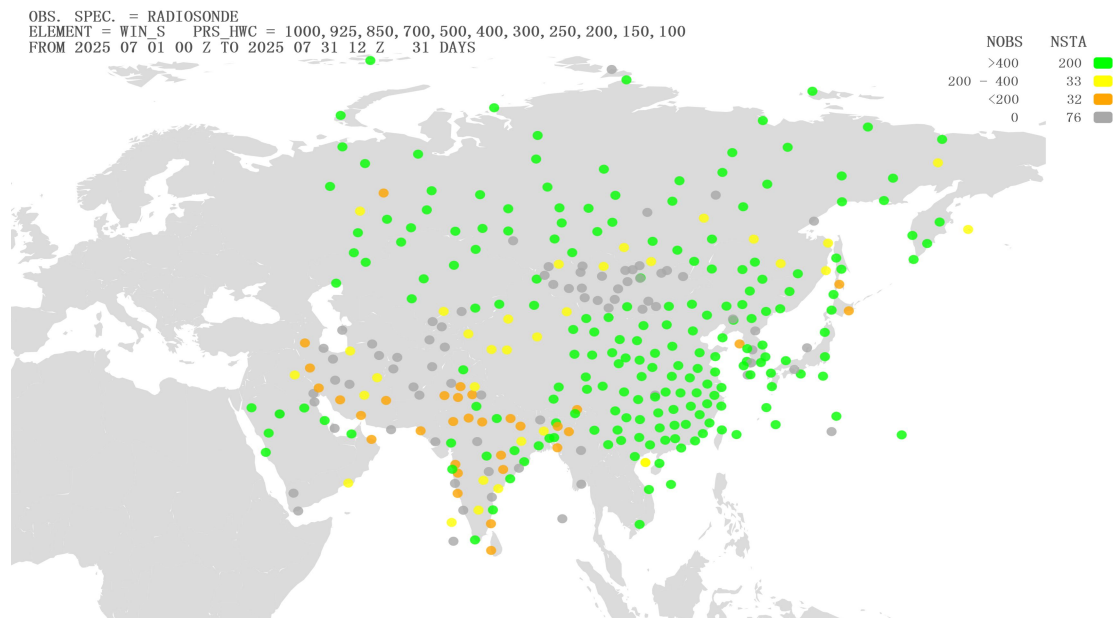 OBS. SPEC. = RADIOSONDE
ELEMENT = WIN_S PRS_HWC = 1000,925,850,700,500,400,300,250,200,150,100
FROM 2025 07 01 00 Z TO 2025 07 31 12 Z 31 DAYS
NOBS NSTA
>400 200
200 - 400 33
<200 32
0 76